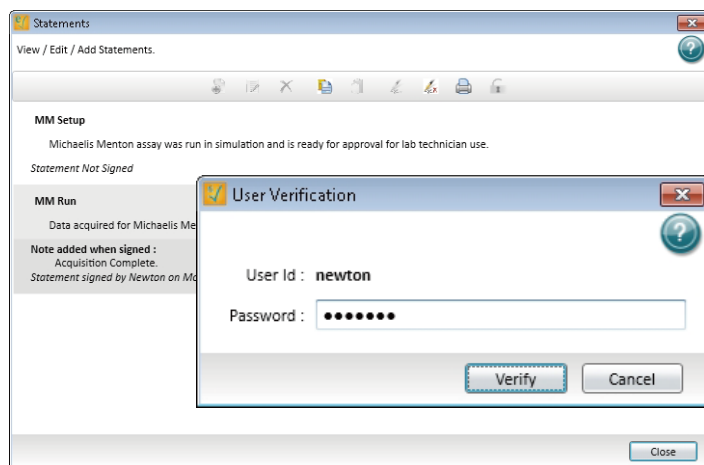 Statements
View / Edit / Add Statements.
MM Setup
Michaelis Menton assay was run in simulation and is ready for approval for lab technician use.
Statement Not Signed
MM Run
Data acquired for Michaelis
Note added when signed :
Acquisition Complete.
Statement signed by Newton on
User Verification
User Id : newton
Password : •••••••
Verify Cancel
Close